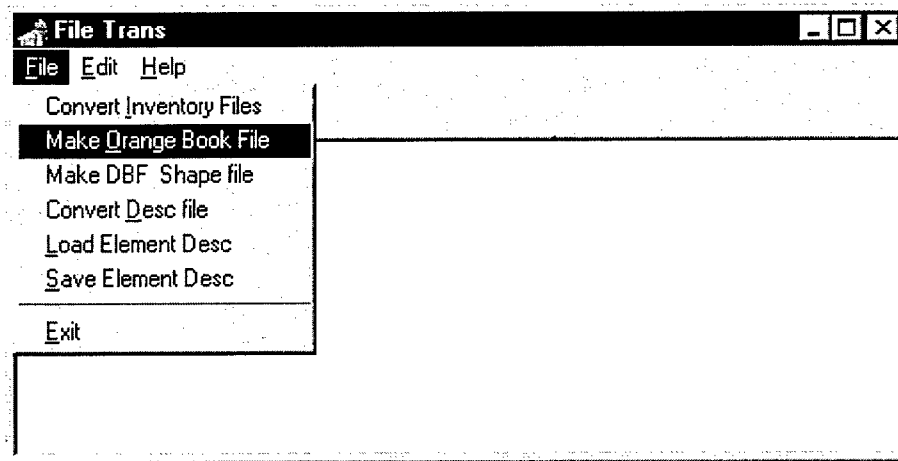 File Trans
File Edit Help
Convert Inventory Files
Make Orange Book File
Make DBF Shape file
Convert Desc file
Load Element Desc
Save Element Desc
Exit